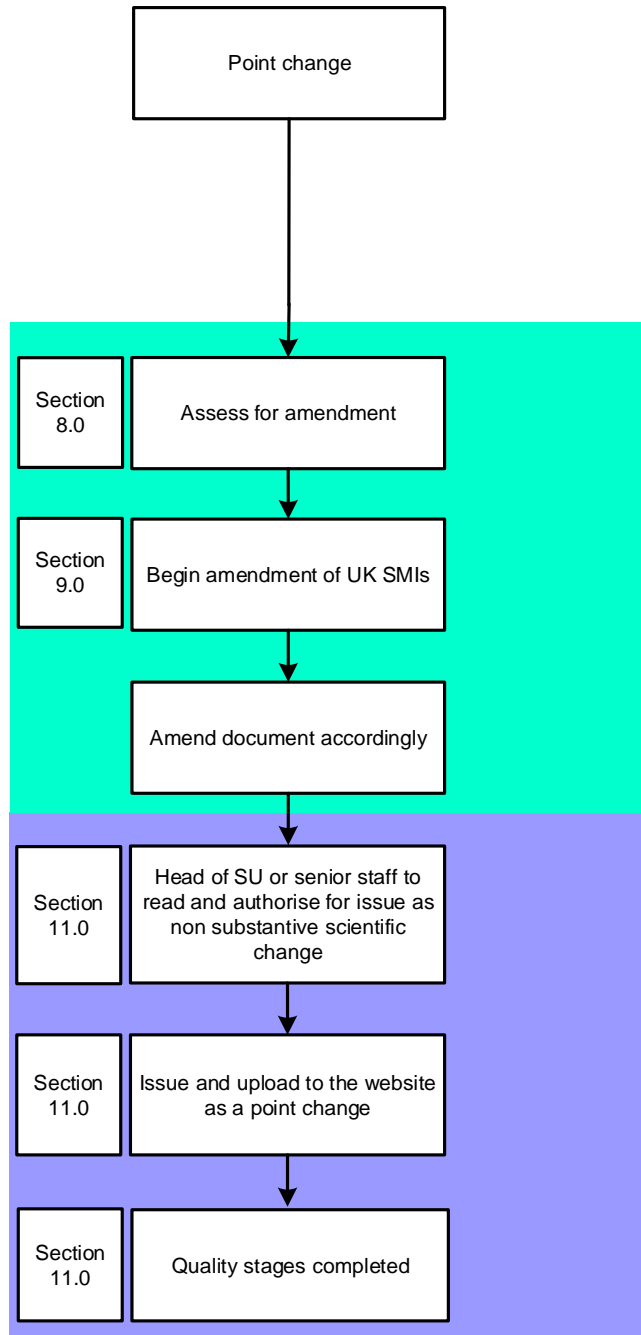 Point change
Section
8.0
Assess for amendment
Section
9.0
Begin amendment of UK SMIs
Amend document accordingly
Section
11.0
Head of SU or senior staff to
read and authorise for issue as
non substantive scientific
change
Section
11.0
Issue and upload to the website
as a point change
Section
11.0
Quality stages completed